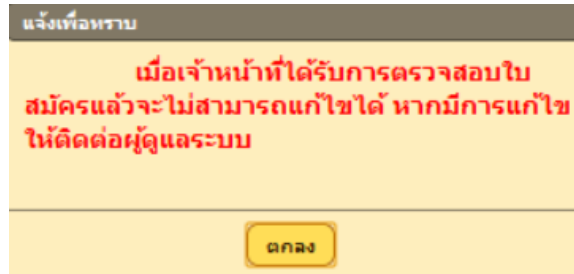 แจ้งเพื่อทราบ
เมื่อเจ้าหน้าที่ได้รับการตรวจสอบใบ
สมัครแล้วจะไม่สามารถแก้ไขได้ หากมีการแก้ไข
ให้ติดต่อผู้ดูแลระบบ
ตกลง